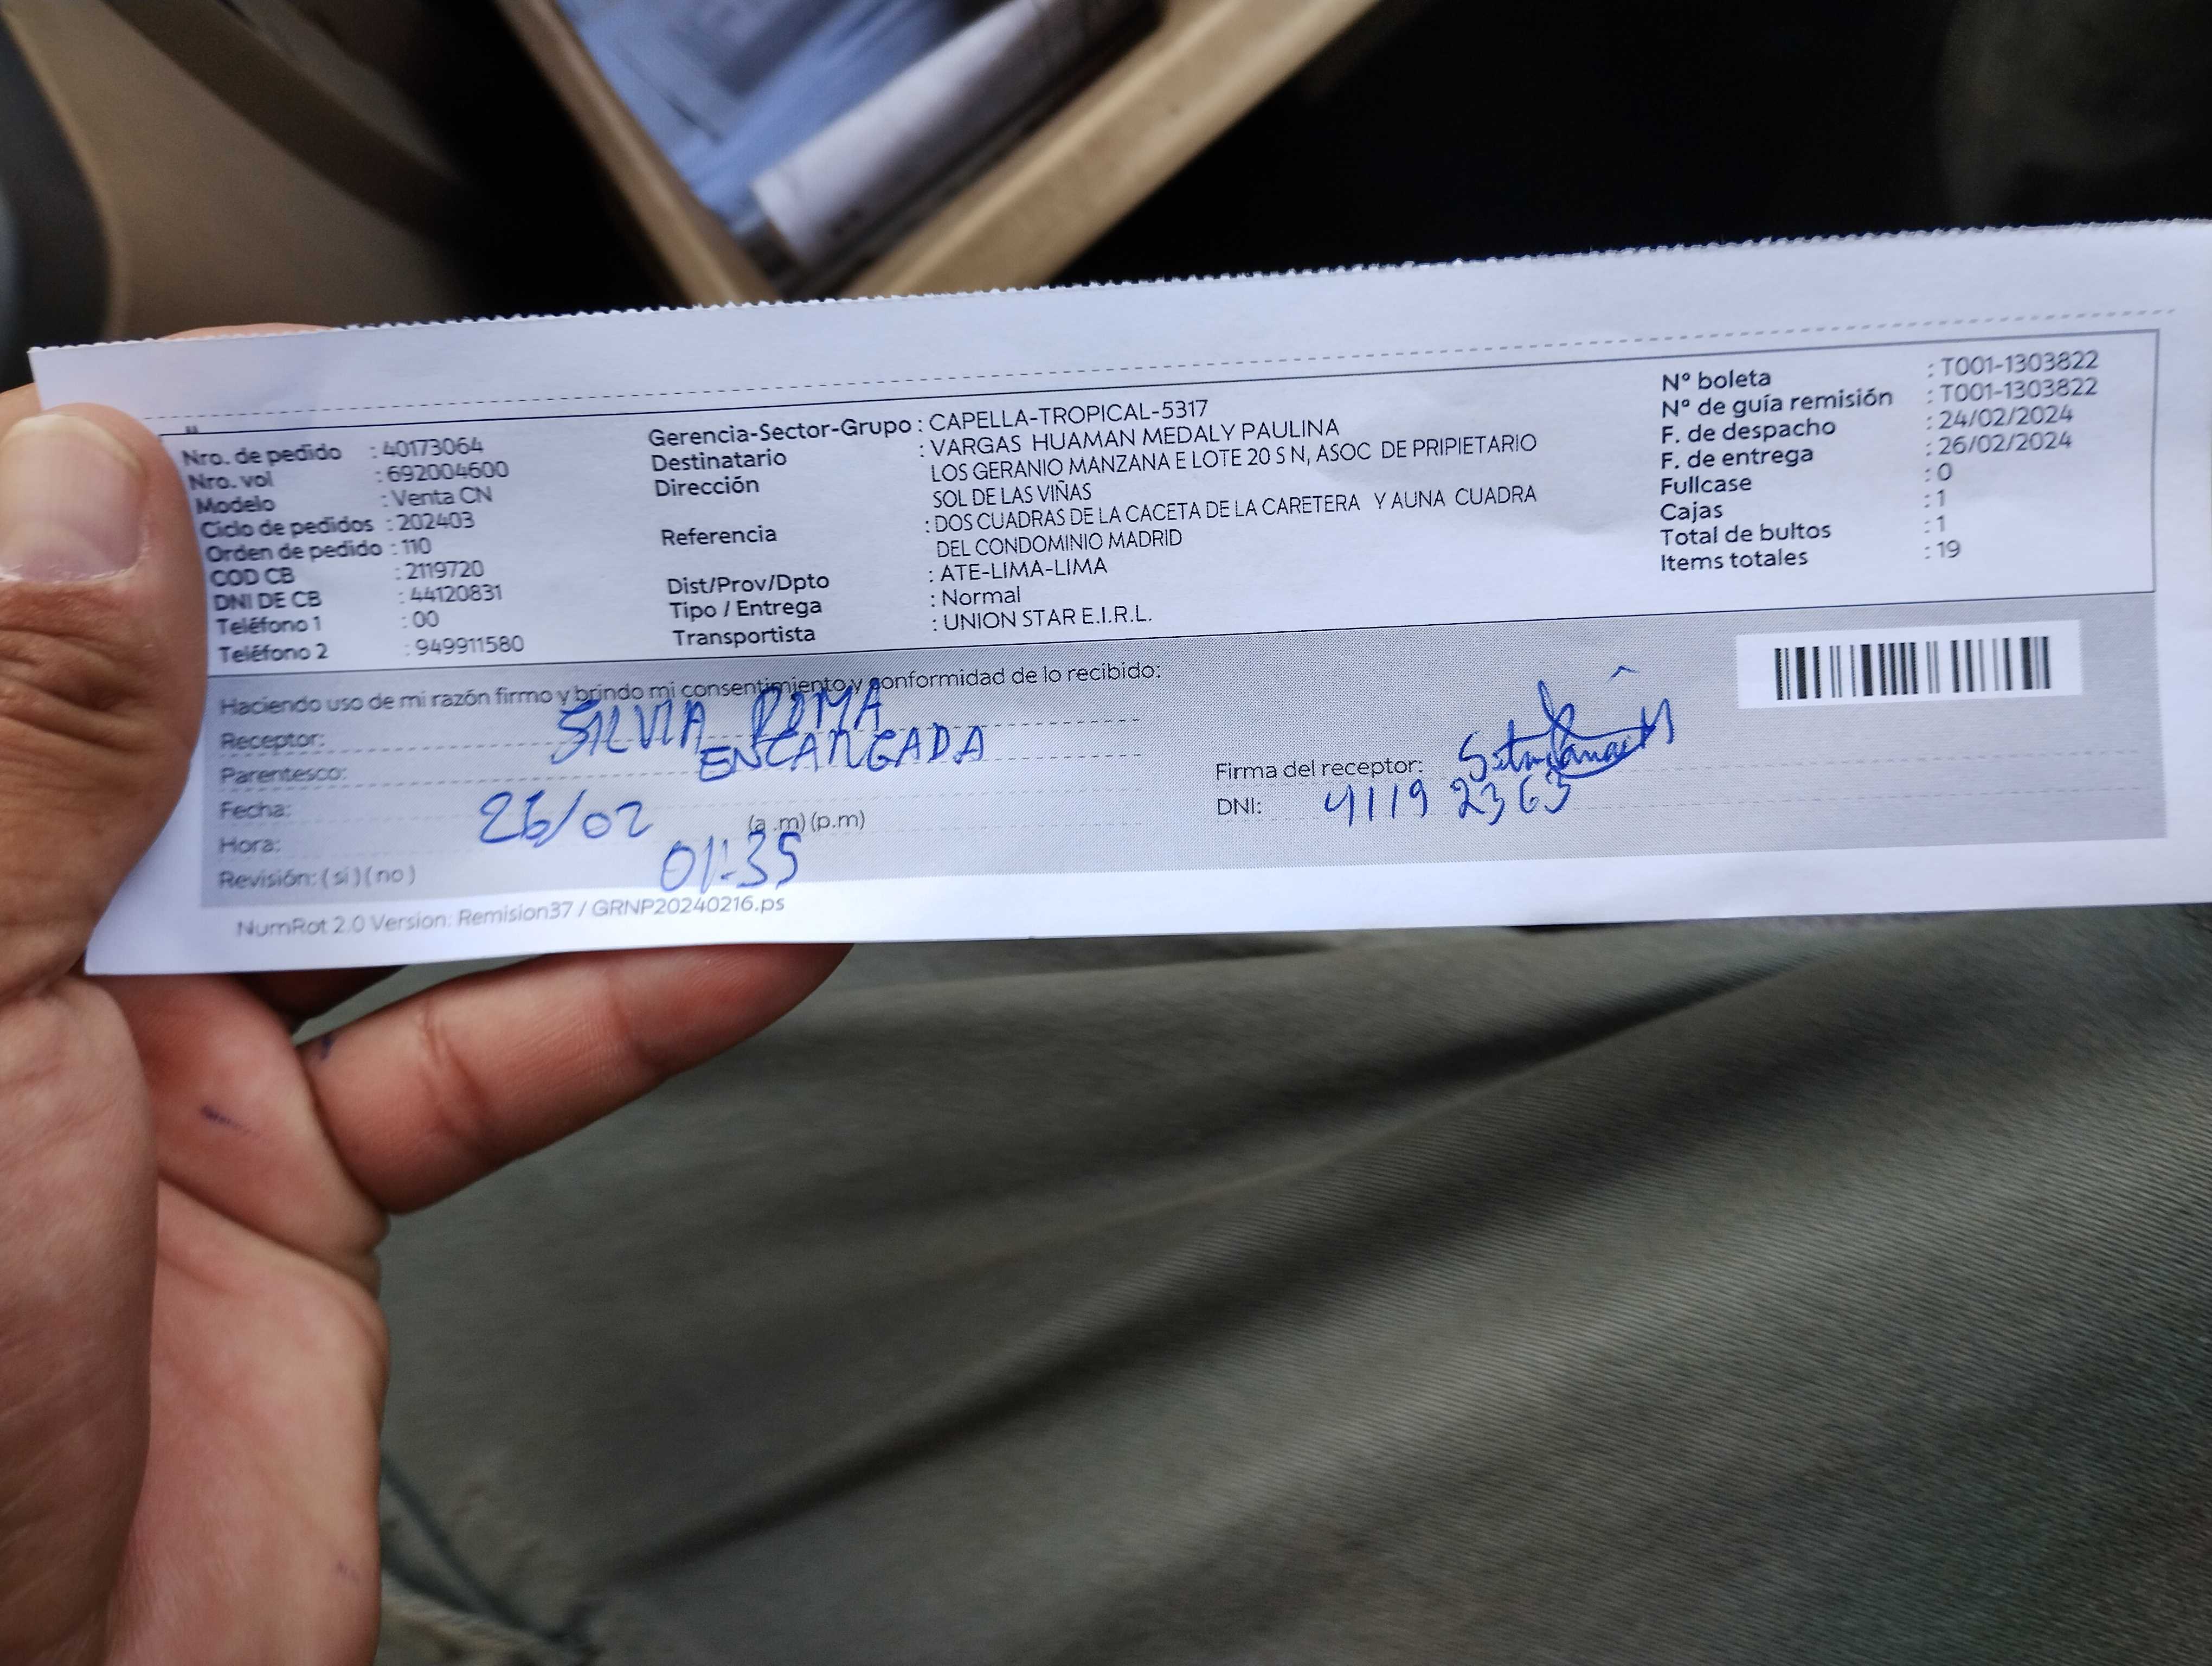 Nro. de pedido : 40173064
Nro. vol : 692004600
Modelo : Venta CN
Ciclo de pedidos : 202403
Orden de pedido : 110
COD CB : 2119720
DNI DE CB : 44120831
Teléfono 1 : 00
Teléfono 2 : 949911580
Gerencia-Sector-Grupo : CAPELLA-TROPICAL-5317
Destinatario : VARGAS HUAMAN MEDALY PAULINA
Dirección LOS GERANIO MANZANA E LOTE 20 S N, ASOC DE PRIPIETARIO
SOL DE LAS VIÑAS
Referencia : DOS CUADRAS DE LA CACETA DE LA CARETERA Y AUNA CUADRA
DEL CONDOMINIO MADRID
Dist/Prov/Dpto : ATE-LIMA-LIMA
Tipo / Entrega : Normal
Transportista : UNION STAR E.I.R.L.
Nº boleta : T001-1303822
Nº de guía remisión : T001-1303822
F. de despacho : 24/02/2024
F. de entrega : 26/02/2024
Fullcase : 0
Cajas : 1
Total de bultos : 1
Items totales : 19
Haciendo uso de mi razón firmo y brindo mi consentimiento y conformidad de lo recibido:
Receptor: SILVIA ROMA
Parentesco: ENCARGADA
Fecha: 26/02
Hora: (a .m) (p.m) 01:35
Revisión: ( si ) ( no )
Firma del receptor:
DNI: 41192363
NumRot 2.0 Version: Remision37 / GRNP20240216.ps